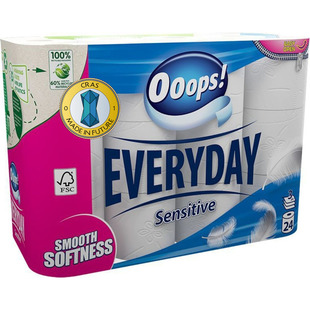 100%
Ooops!
CRAS
MADE IN FUTURE
EVERYDAY
Sensitive
FSC
SMOOTH
SOFTNESS
24